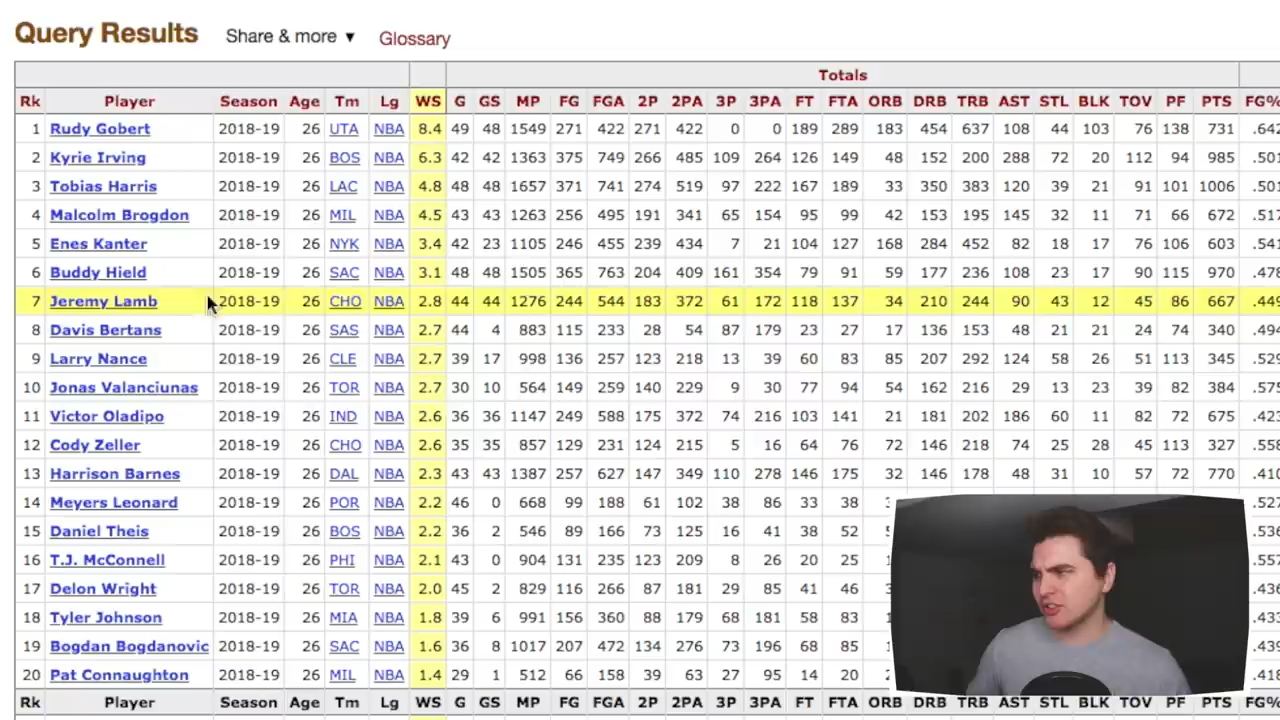 Query Results Share & more ▼ Glossary
Totals
Rk Player Season Age Tm Lg WS G GS MP FG FGA 2P 2PA 3P 3PA FT FTA ORB DRB TRB AST STL BLK TOV PF PTS FG%
1 Rudy Gobert 2018-19 26 UTA NBA 8.4 49 48 1549 271 422 271 422 0 0 189 289 183 454 637 108 44 103 76 138 731 .642
2 Kyrie Irving 2018-19 26 BOS NBA 6.3 42 42 1363 375 749 266 485 109 264 126 149 48 152 200 288 72 20 112 94 985 .501
3 Tobias Harris 2018-19 26 LAC NBA 4.8 48 48 1657 371 741 274 519 97 222 167 189 33 350 383 120 39 21 91 101 1006 .501
4 Malcolm Brogdon 2018-19 26 MIL NBA 4.5 43 43 1263 256 495 191 341 65 154 95 99 42 153 195 145 32 11 71 66 672 .517
5 Enes Kanter 2018-19 26 NYK NBA 3.4 42 23 1105 246 455 239 434 7 21 104 127 168 284 452 82 18 17 76 106 603 .541
6 Buddy Hield 2018-19 26 SAC NBA 3.1 48 48 1505 365 763 204 409 161 354 79 91 59 177 236 108 23 17 90 115 970 .478
7 Jeremy Lamb 2018-19 26 CHO NBA 2.8 44 44 1276 244 544 183 372 61 172 118 137 34 210 244 90 43 12 45 86 667 .449
8 Davis Bertans 2018-19 26 SAS NBA 2.7 44 4 883 115 233 28 54 87 179 23 27 17 136 153 48 21 21 24 74 340 .494
9 Larry Nance 2018-19 26 CLE NBA 2.7 39 17 998 136 257 123 218 13 39 60 83 85 207 292 124 58 26 51 113 345 .529
10 Jonas Valanciunas 2018-19 26 TOR NBA 2.7 30 10 564 149 259 140 229 9 30 77 94 54 162 216 29 13 23 39 82 384 .575
11 Victor Oladipo 2018-19 26 IND NBA 2.6 36 36 1147 249 588 175 372 74 216 103 141 21 181 202 186 60 11 82 72 675 .423
12 Cody Zeller 2018-19 26 CHO NBA 2.6 35 35 857 129 231 124 215 5 16 64 76 72 146 218 74 25 28 45 113 327 .558
13 Harrison Barnes 2018-19 26 DAL NBA 2.3 43 43 1387 257 627 147 349 110 278 146 175 32 146 178 48 31 10 57 72 770 .410
14 Meyers Leonard 2018-19 26 POR NBA 2.2 46 0 668 99 188 61 102 38 86 33 38
15 Daniel Theis 2018-19 26 BOS NBA 2.2 36 2 546 89 166 73 125 16 41 38 52
16 T.J. McConnell 2018-19 26 PHI NBA 2.1 43 0 904 131 235 123 209 8 26 20 25
17 Delon Wright 2018-19 26 TOR NBA 2.0 45 2 829 116 266 87 181 29 85 41 46
18 Tyler Johnson 2018-19 26 MIA NBA 1.8 39 6 991 156 360 88 179 68 181 58 83
19 Bogdan Bogdanovic 2018-19 26 SAC NBA 1.6 36 8 1017 207 472 134 276 73 196 68 85
20 Pat Connaughton 2018-19 26 MIL NBA 1.4 29 1 512 66 158 39 63 27 95 14 20
Rk Player Season Age Tm Lg WS G GS MP FG FGA 2P 2PA 3P 3PA FT FTA ORB DRB TRB AST STL BLK TOV PF PTS FG%